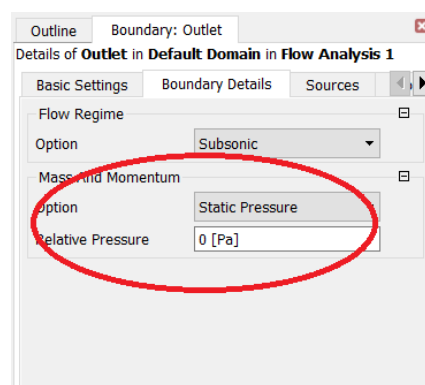 Outline Boundary: Outlet
Details of Outlet in Default Domain in Flow Analysis 1
Basic Settings Boundary Details Sources
Flow Regime
Option Subsonic
Mass And Momentum
Option Static Pressure
Relative Pressure 0 [Pa]